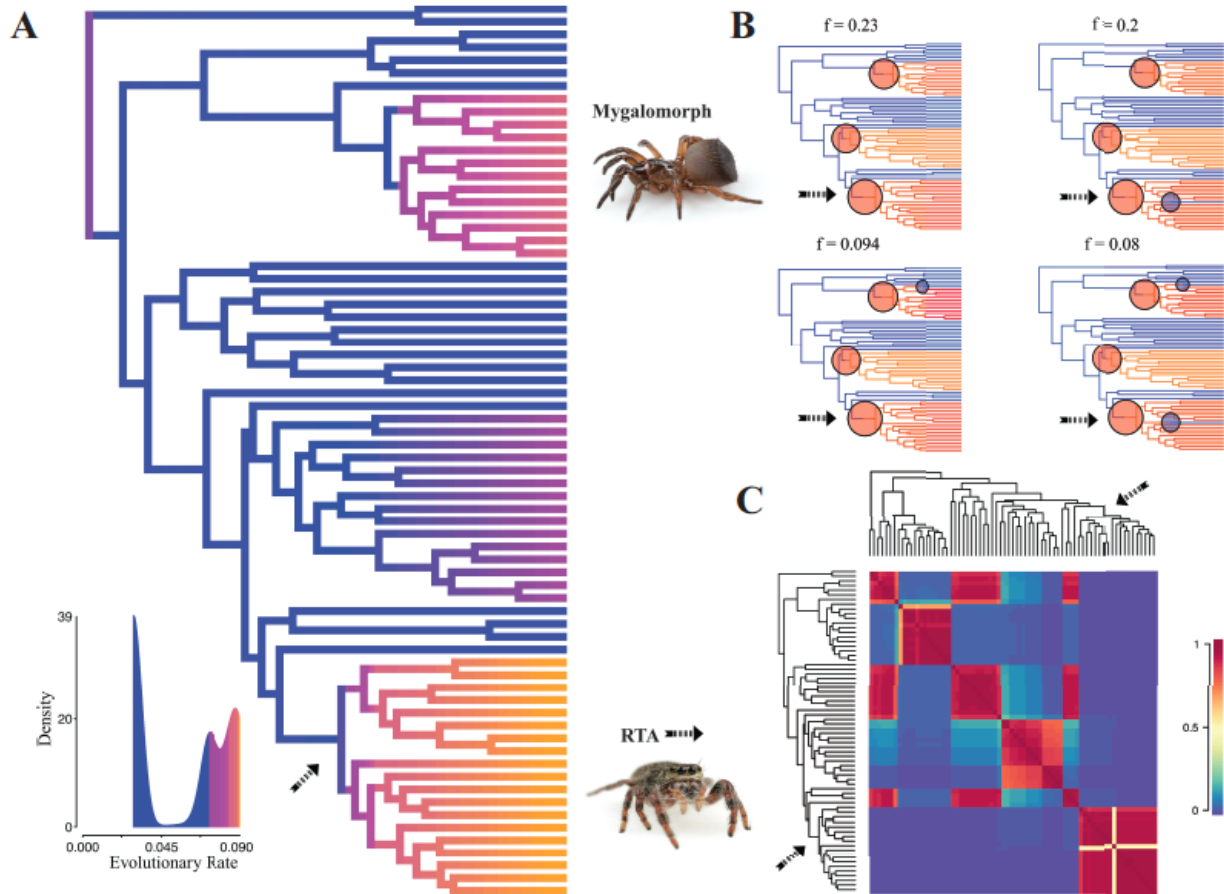 A
B
f = 0.23
f = 0.2
Mygalomorph
f = 0.094
f = 0.08
C
39
Density
20
0
0.000
0.045
0.090
Evolutionary Rate
RTA
1
0.5
0